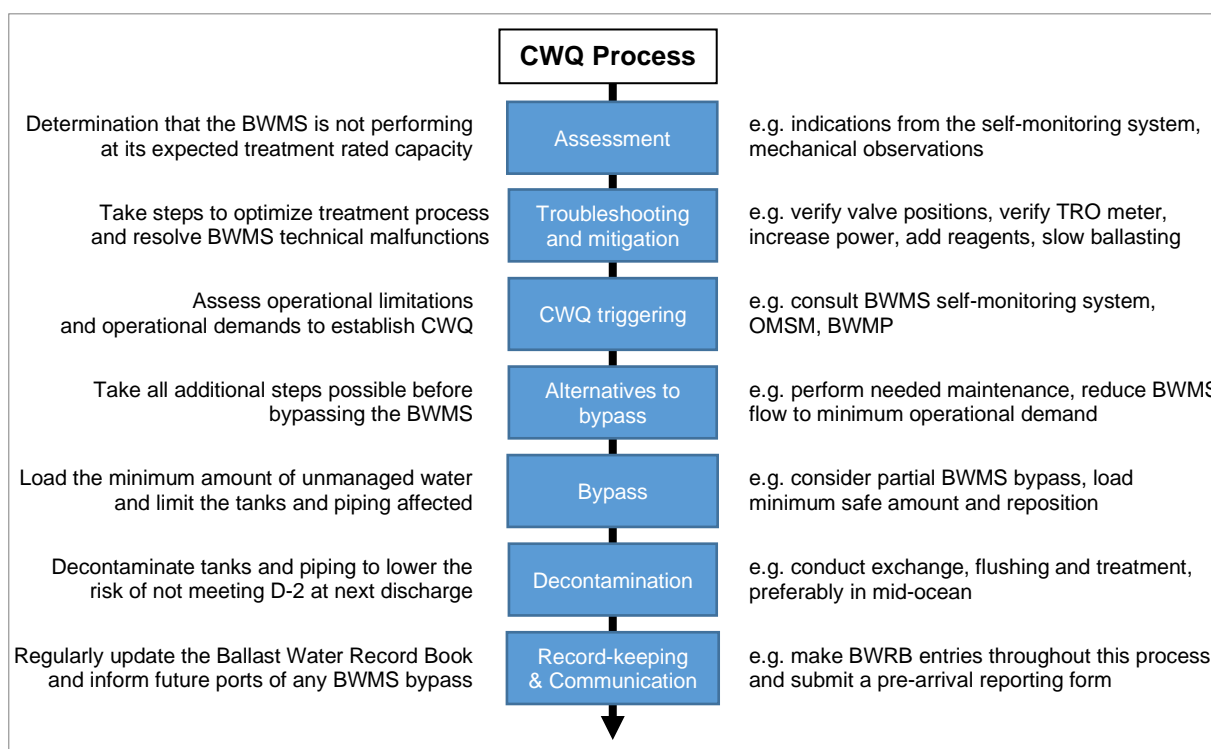 CWQ Process
Determination that the BWMS is not performing
at its expected treatment rated capacity
Assessment
e.g. indications from the self-monitoring system,
mechanical observations
Take steps to optimize treatment process
and resolve BWMS technical malfunctions
Troubleshooting
and mitigation
e.g. verify valve positions, verify TRO meter,
increase power, add reagents, slow ballasting
Assess operational limitations
and operational demands to establish CWQ
CWQ triggering
e.g. consult BWMS self-monitoring system,
OMSM, BWMP
Take all additional steps possible before
bypassing the BWMS
Alternatives to
bypass
e.g. perform needed maintenance, reduce BWMS
flow to minimum operational demand
Load the minimum amount of unmanaged water
and limit the tanks and piping affected
Bypass
e.g. consider partial BWMS bypass, load
minimum safe amount and reposition
Decontaminate tanks and piping to lower the
risk of not meeting D-2 at next discharge
Decontamination
e.g. conduct exchange, flushing and treatment,
preferably in mid-ocean
Regularly update the Ballast Water Record Book
and inform future ports of any BWMS bypass
Record-keeping
& Communication
e.g. make BWRB entries throughout this process
and submit a pre-arrival reporting form